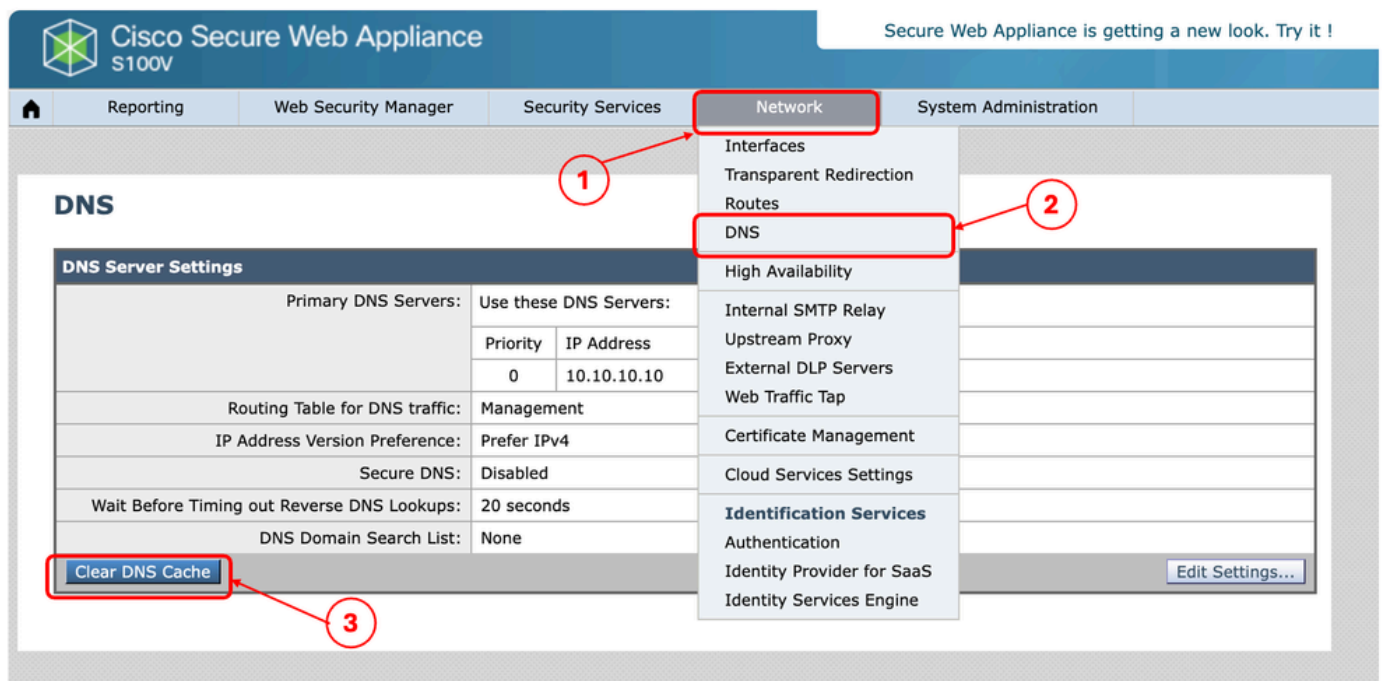 Cisco Secure Web Appliance
S100V
Secure Web Appliance is getting a new look. Try it !
Reporting Web Security Manager Security Services Network System Administration
Interfaces
Transparent Redirection
Routes
DNS
High Availability
Internal SMTP Relay
Upstream Proxy
External DLP Servers
Web Traffic Tap
Certificate Management
Cloud Services Settings
Identification Services
Authentication
Identity Provider for SaaS
Identity Services Engine
1
2
DNS
DNS Server Settings
Primary DNS Servers: Use these DNS Servers:
Priority IP Address
0 10.10.10.10
Routing Table for DNS traffic: Management
IP Address Version Preference: Prefer IPv4
Secure DNS: Disabled
Wait Before Timing out Reverse DNS Lookups: 20 seconds
DNS Domain Search List: None
Clear DNS Cache Edit Settings...
3